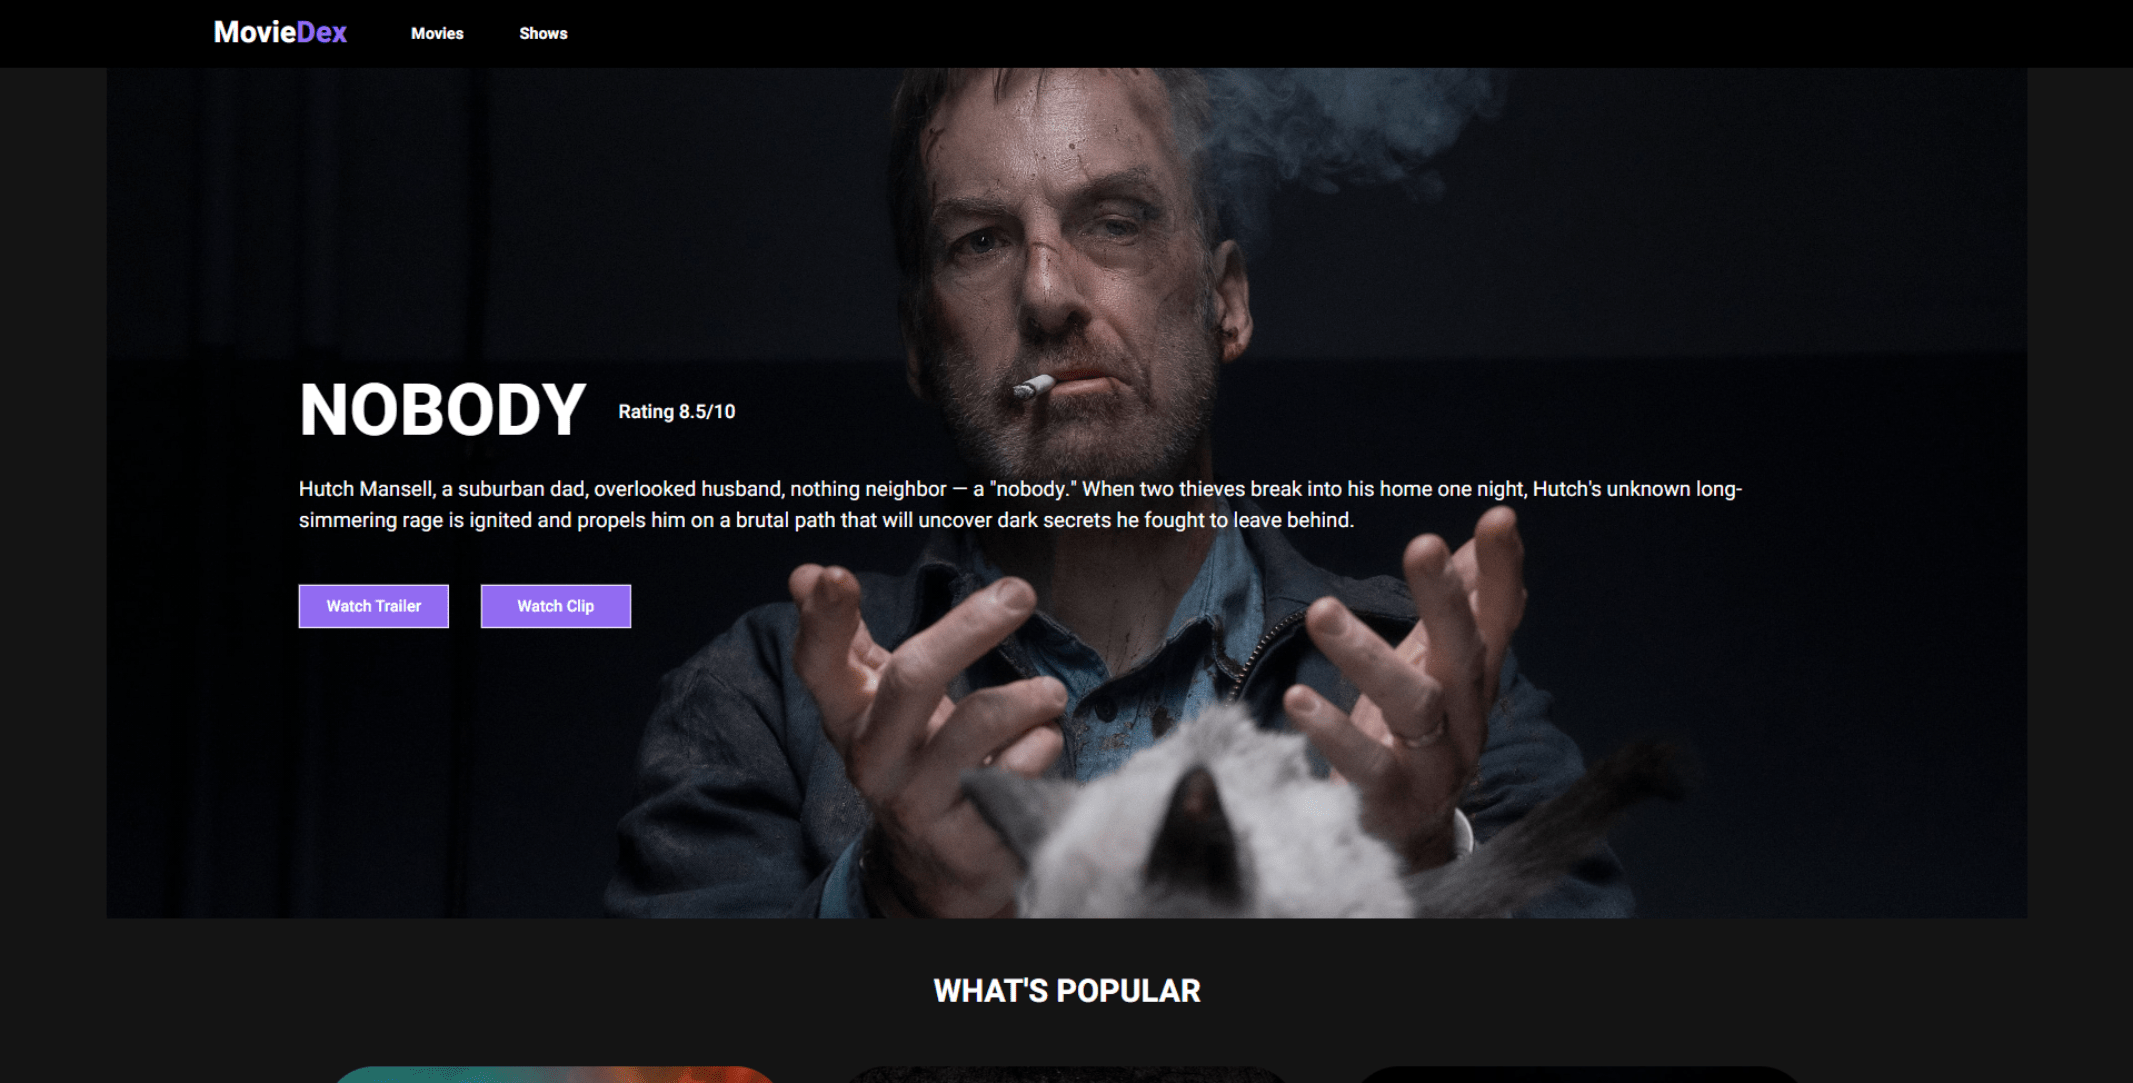 MovieDex
Movies
Shows
NOBODY
Rating 8.5/10
Hutch Mansell, a suburban dad, overlooked husband, nothing neighbor — a "nobody." When two thieves break into his home one night, Hutch's unknown long-
simmering rage is ignited and propels him on a brutal path that will uncover dark secrets he fought to leave behind.
Watch Trailer
Watch Clip
WHAT'S POPULAR